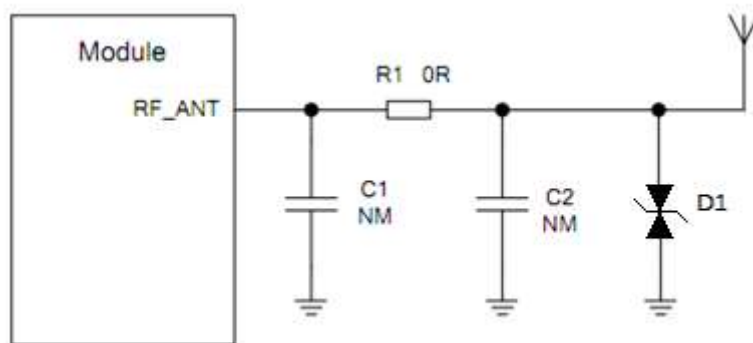 Module
R1 0R
RF_ANT
C1
NM
C2
NM
D1